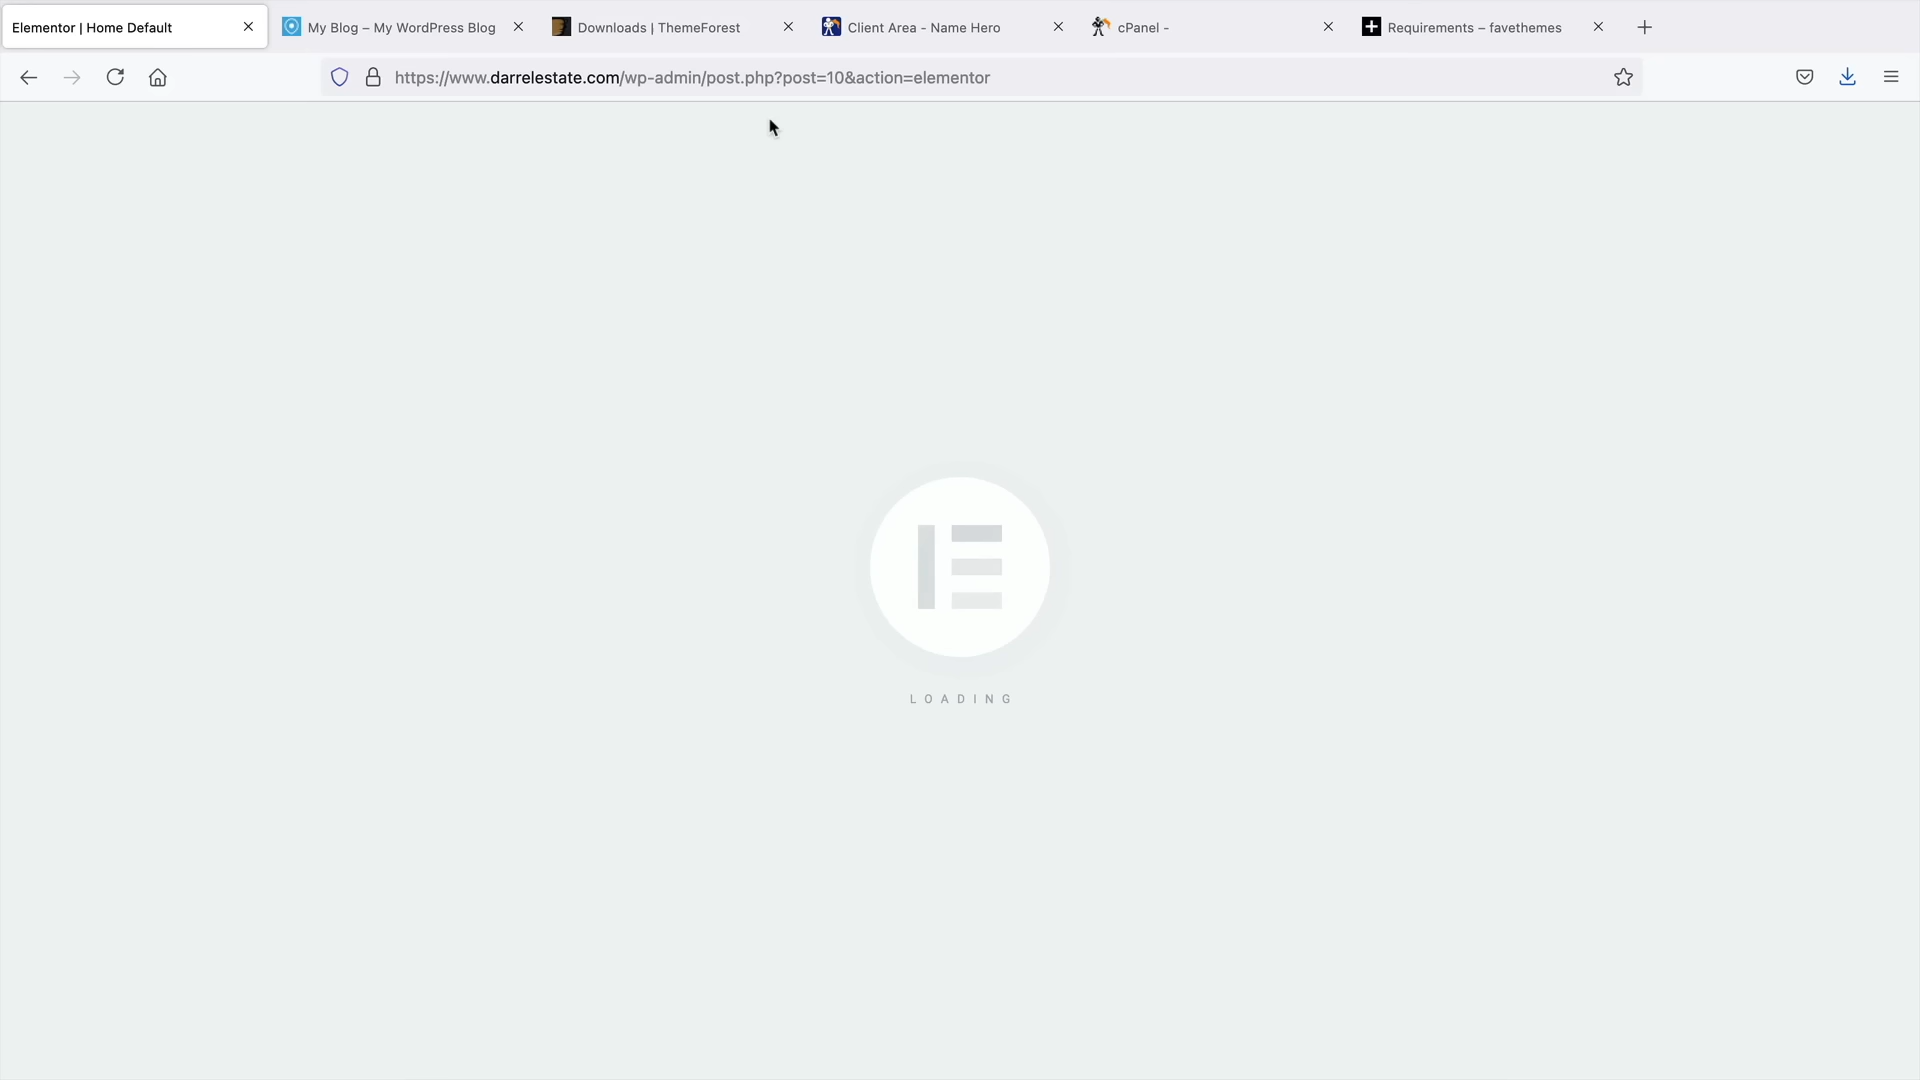 Elementor | Home Default
My Blog – My WordPress Blog
Downloads | ThemeForest
Client Area - Name Hero
cPanel -
Requirements – favethemes
https://www.darrelestate.com/wp-admin/post.php?post=10&action=elementor
LOADING